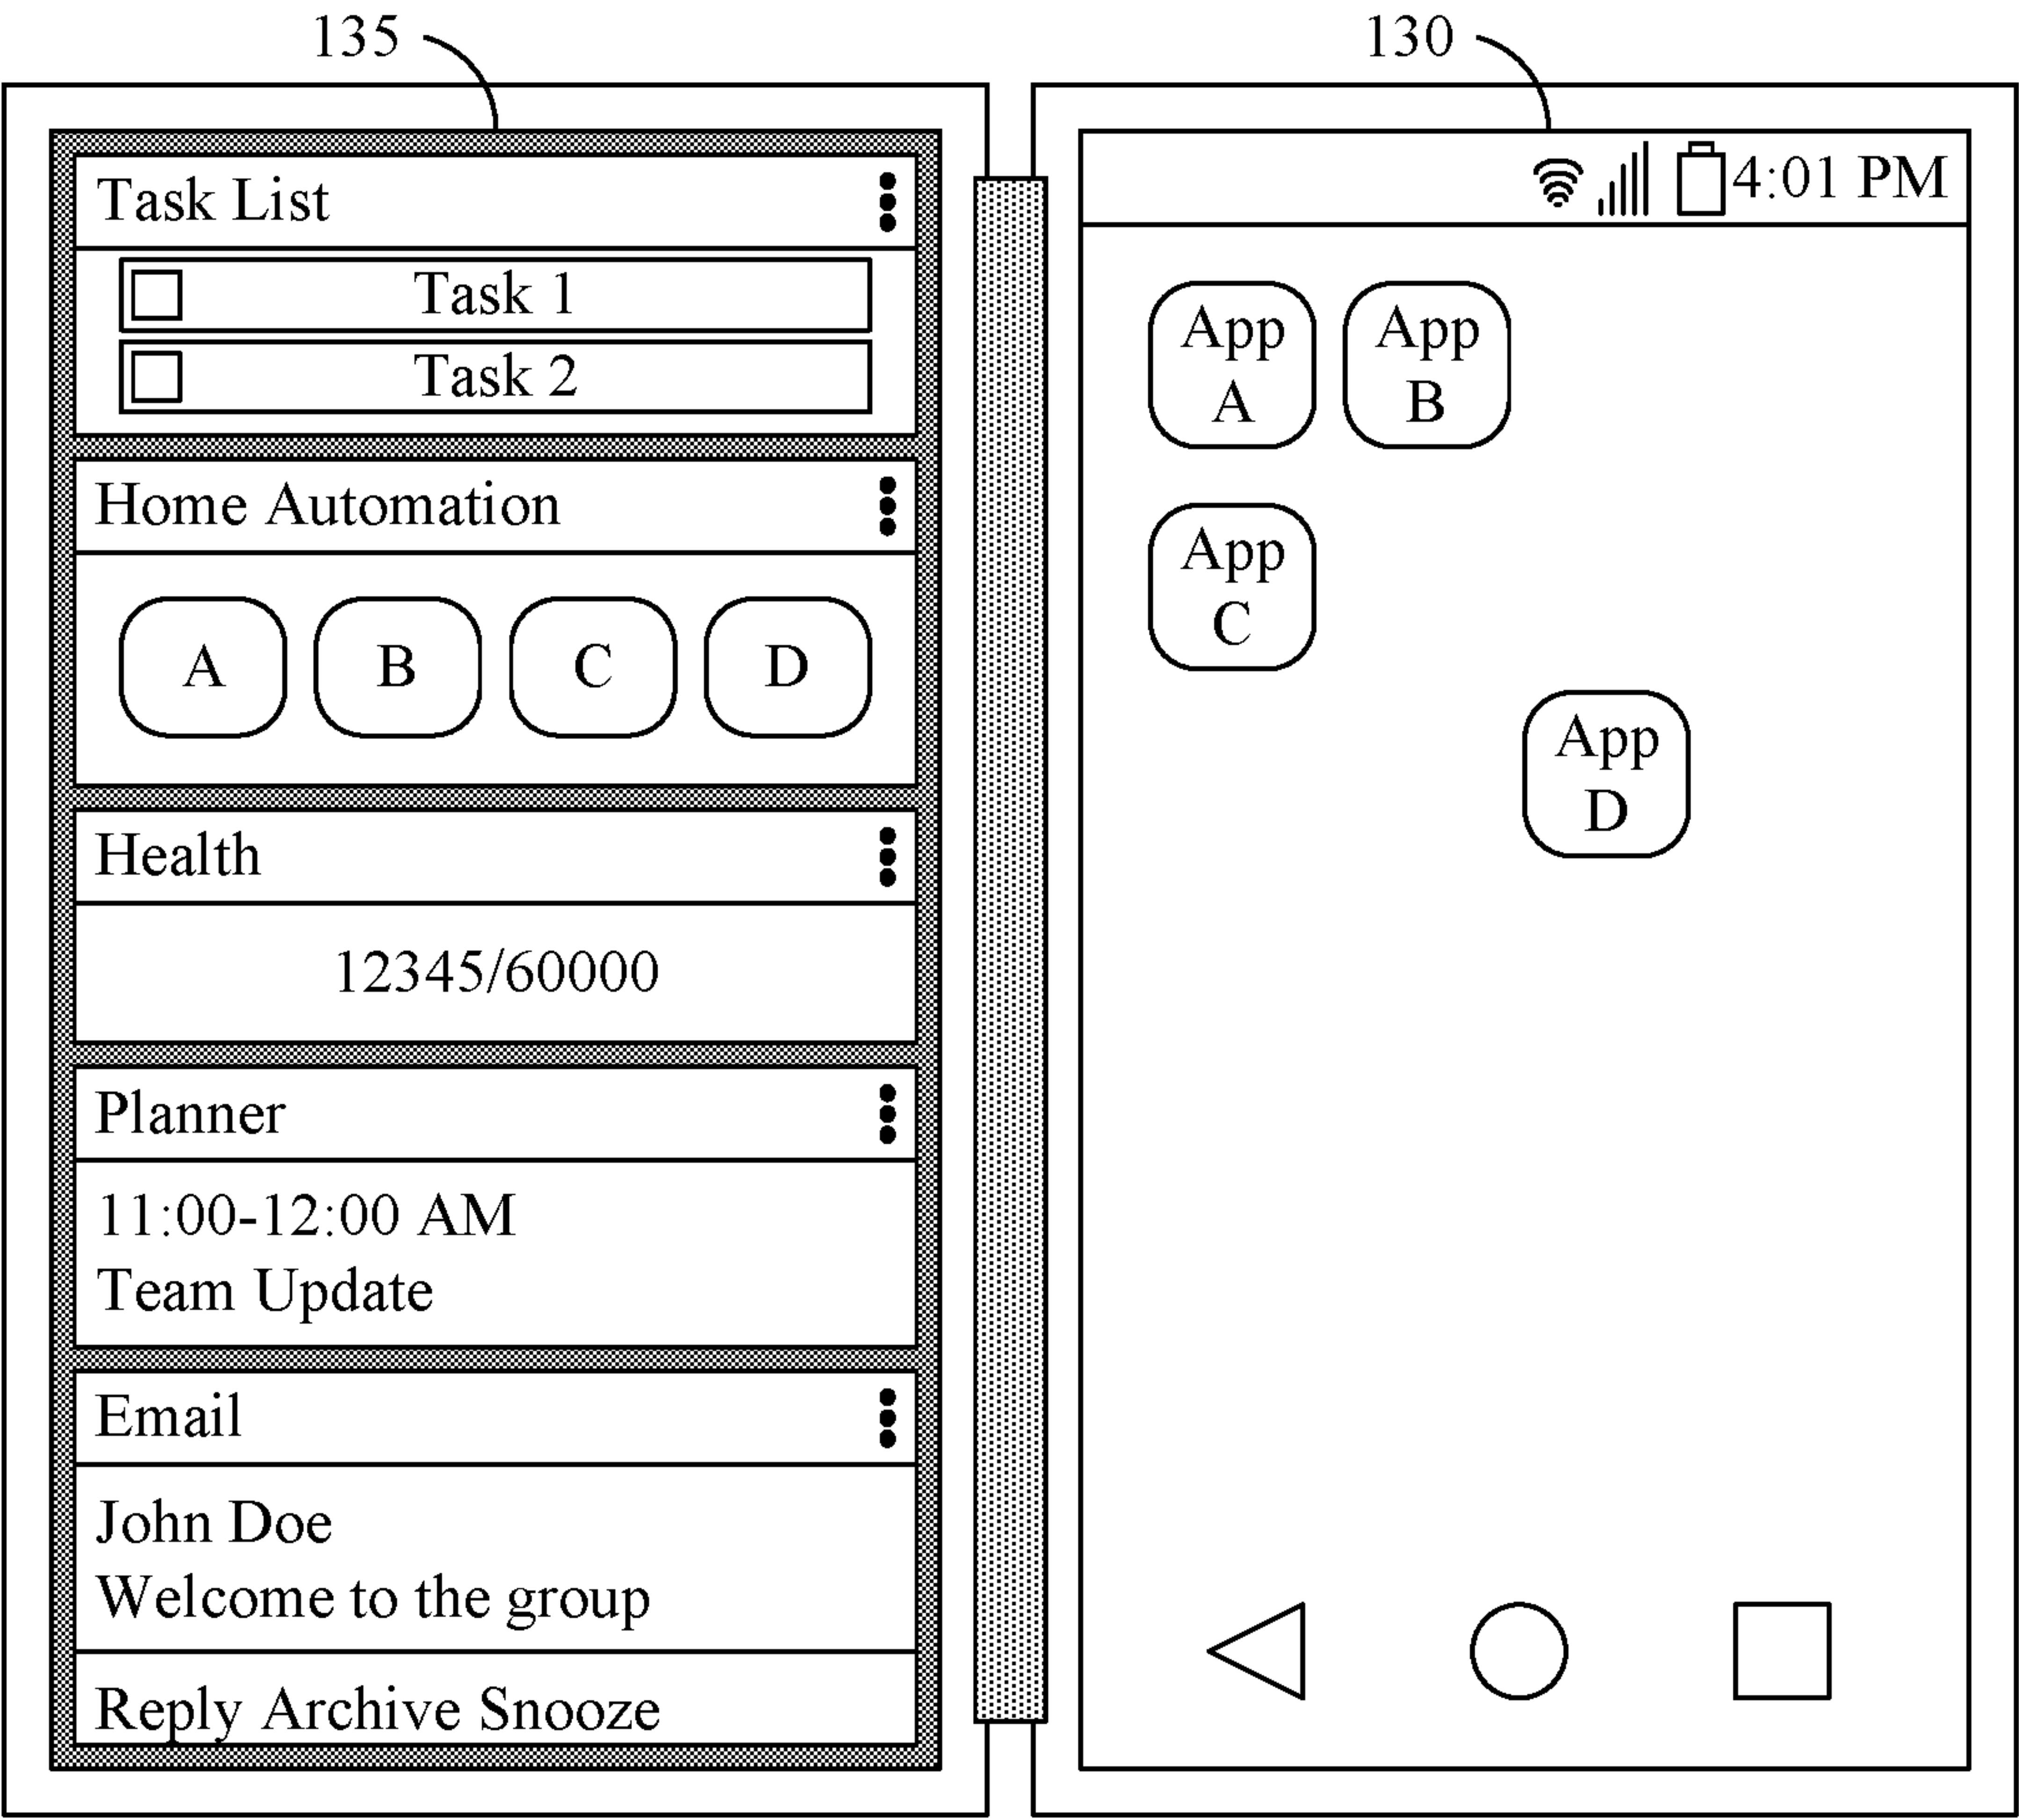 135
130
Task List
Task 1
Task 2
Home Automation
A B C D
Health
12345/60000
Planner
11:00-12:00 AM
Team Update
Email
John Doe
Welcome to the group
Reply Archive Snooze
4:01 PM
App
A
App
B
App
C
App
D